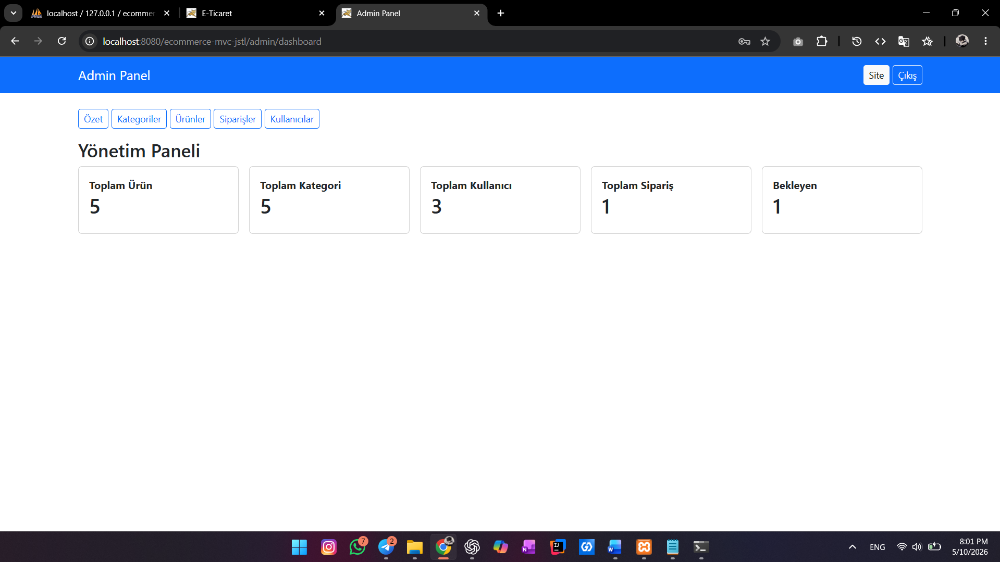 localhost / 127.0.0.1 / ecommer
E-Ticaret
Admin Panel
localhost:8080/ecommerce-mvc-jstl/admin/dashboard
Admin Panel
Site
Çıkış
Özet
Kategoriler
Ürünler
Siparişler
Kullanıcılar
Yönetim Paneli
Toplam Ürün
5
Toplam Kategori
5
Toplam Kullanıcı
3
Toplam Sipariş
1
Bekleyen
1
7
2
ENG
8:01 PM
5/10/2026